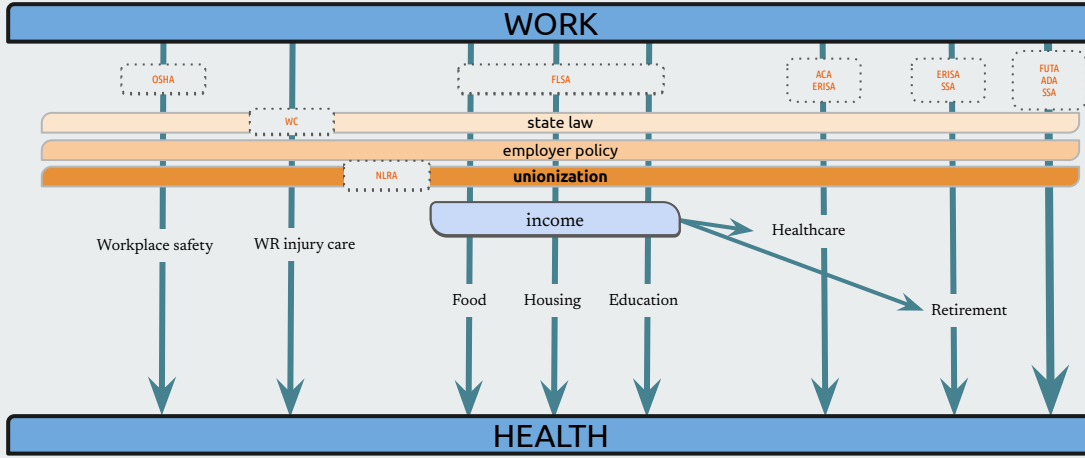 WORK
OSHA
FLSA
ACA
ERISA
ERISA
SSA
FUTA
ADA
SSA
WC
state law
employer policy
NLRA
unionization
income
Workplace safety
WR injury care
Healthcare
Food
Housing
Education
Retirement
HEALTH